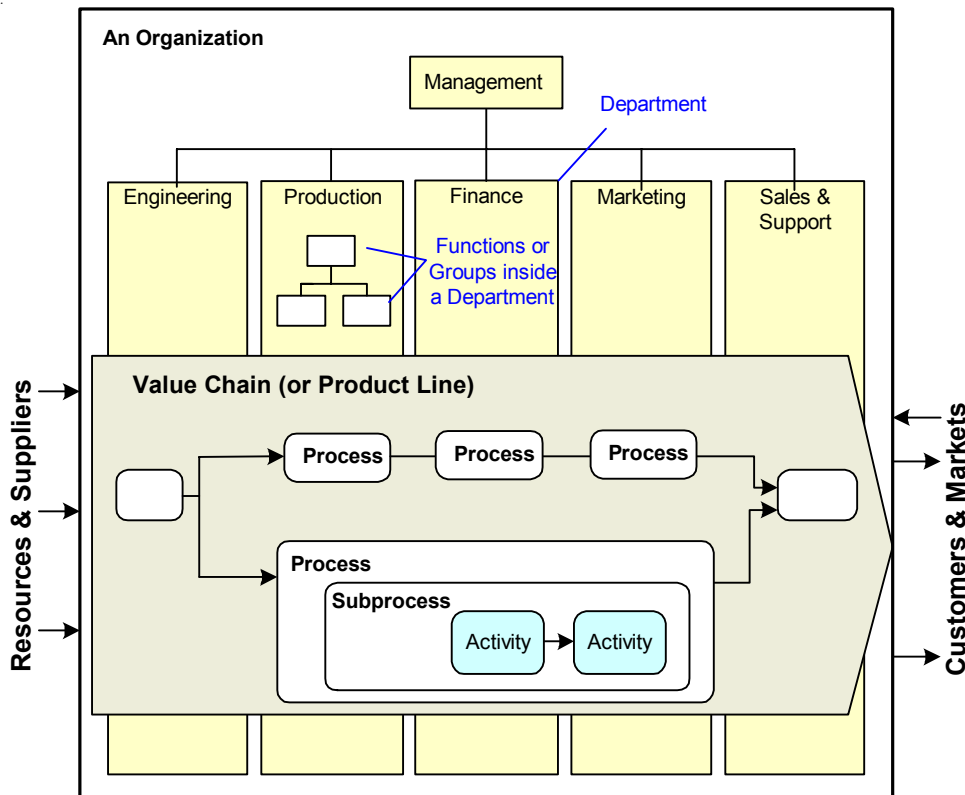 An Organization
Management
Department
Engineering
Production
Finance
Marketing
Sales &
Support
Functions or
Groups inside
a Department
Resources & Suppliers
Value Chain (or Product Line)
Process
Process
Process
Process
Subprocess
Activity
Activity
Customers & Markets